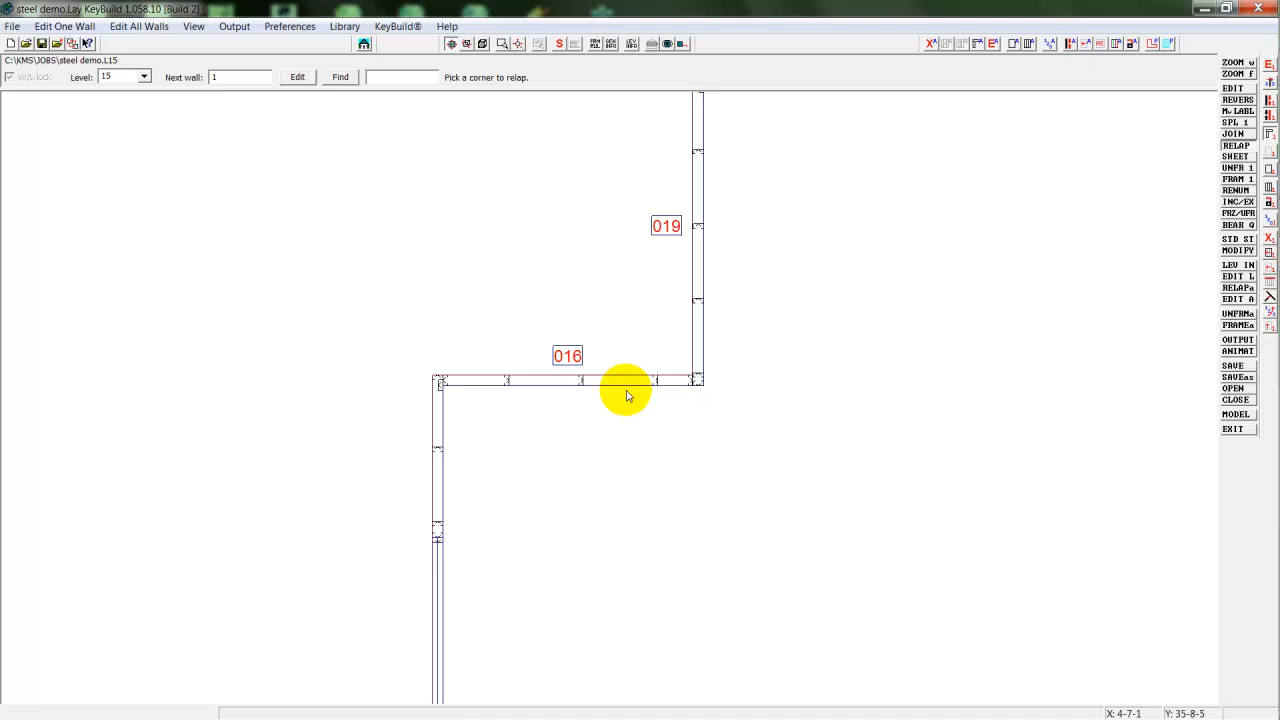 steel demo.Lay KeyBuild 1.058.10 [Build 2]
File Edit One Wall Edit All Walls View Output Preferences Library KeyBuild® Help
C:\KMS\JOBS\steel demo.L15
W/L lock Level: 15 Next wall: 1 Edit Find Pick a corner to relap.
ZOOM w
ZOOM f
EDIT
REVERS
Mv LABL
SPL 1
JOIN
RELAP
SHEET
UNFR 1
FRAM 1
RENUM
INC/EX
FRZ/UFR
BEAR Q
STD ST
MODIFY
LEV IN
EDIT L
RELAPa
EDIT A
UNFRMa
FRAMEa
OUTPUT
ANIMAT
SAVE
SAVEas
OPEN
CLOSE
MODEL
EXIT
019
016
X: 4-7-1 Y: 35-8-5